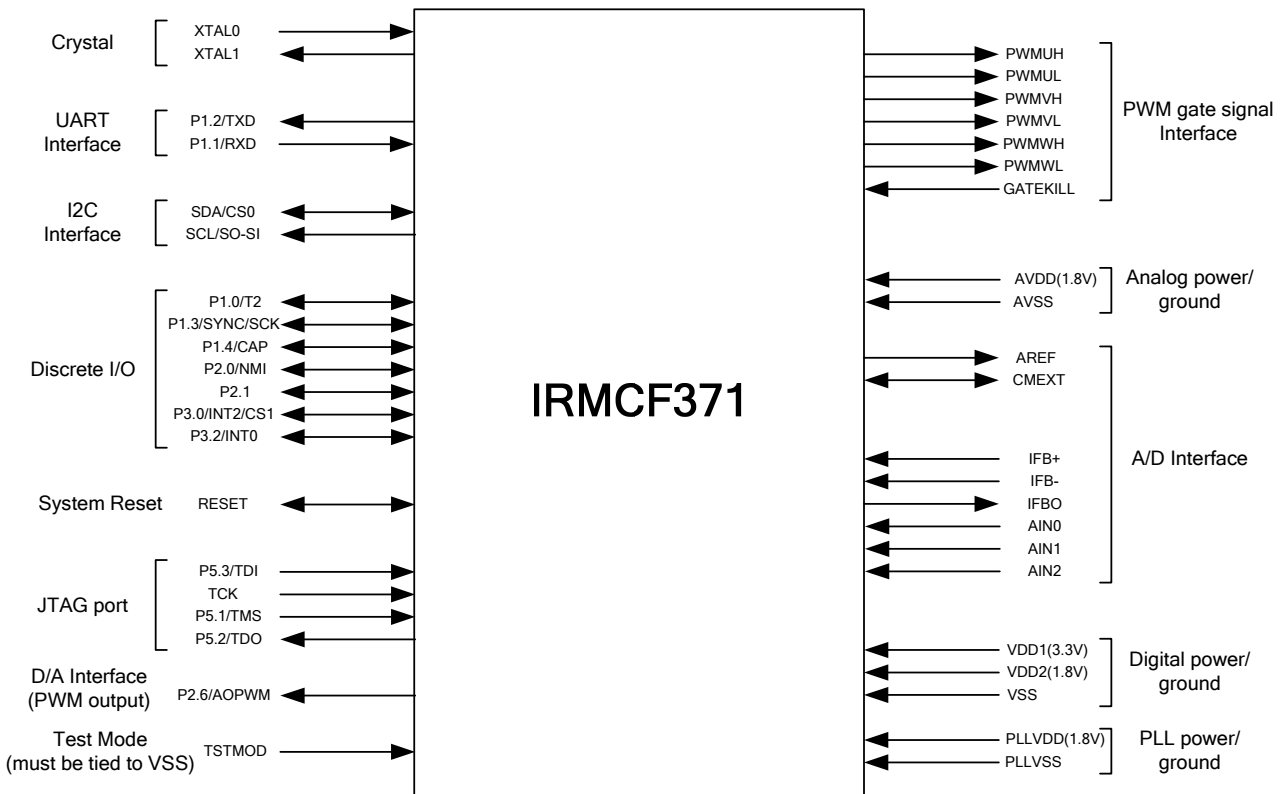 Crystal
XTAL0
XTAL1
UART
Interface
P1.2/TXD
P1.1/RXD
I2C
Interface
SDA/CS0
SCL/SO-SI
Discrete I/O
P1.0/T2
P1.3/SYNC/SCK
P1.4/CAP
P2.0/NMI
P2.1
P3.0/INT2/CS1
P3.2/INT0
System Reset
RESET
JTAG port
P5.3/TDI
TCK
P5.1/TMS
P5.2/TDO
D/A Interface
(PWM output)
P2.6/AOPWM
Test Mode
(must be tied to VSS)
TSTMOD
IRMCF371
PWMUH
PWMUL
PWMVH
PWMVL
PWMWH
PWMWL
GATEKILL
PWM gate signal
Interface
AVDD(1.8V)
AVSS
Analog power/
ground
AREF
CMEXT
IFB+
IFB-
IFBO
AIN0
AIN1
AIN2
A/D Interface
VDD1(3.3V)
VDD2(1.8V)
VSS
Digital power/
ground
PLLVDD(1.8V)
PLLVSS
PLL power/
ground